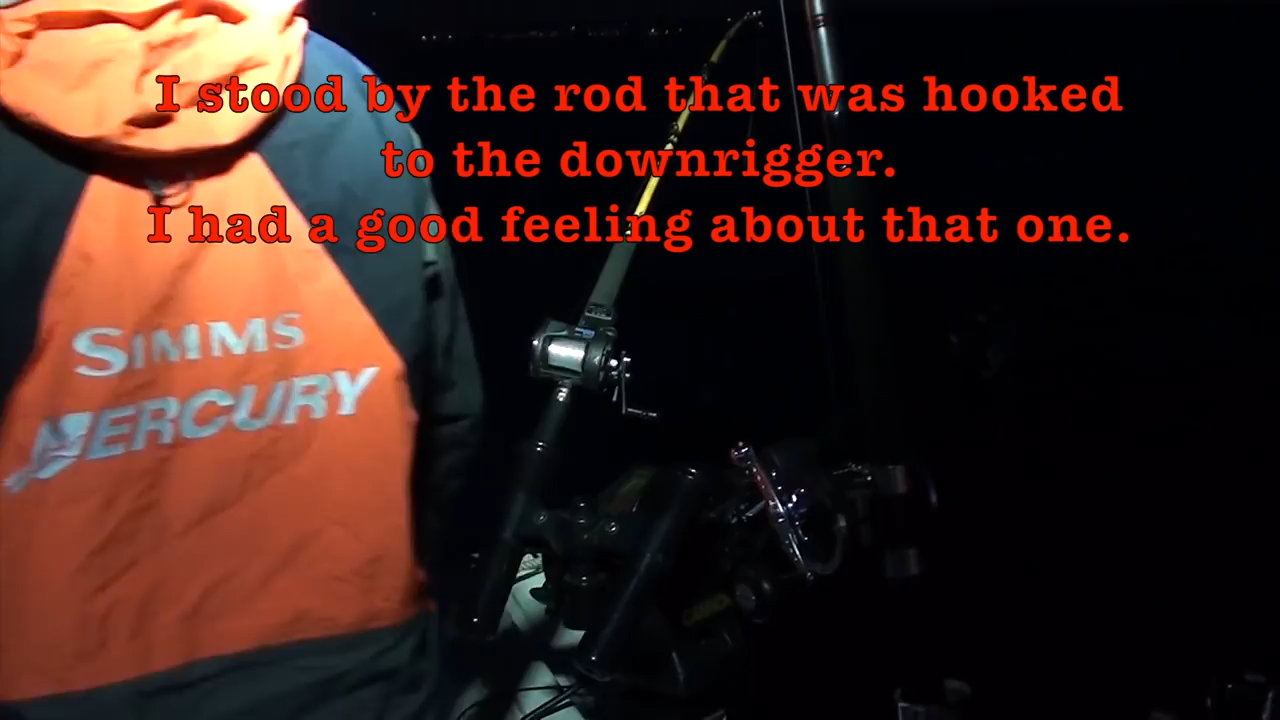 I stood by the rod that was hooked
to the downrigger.
I had a good feeling about that one.
SIMMS
MERCURY